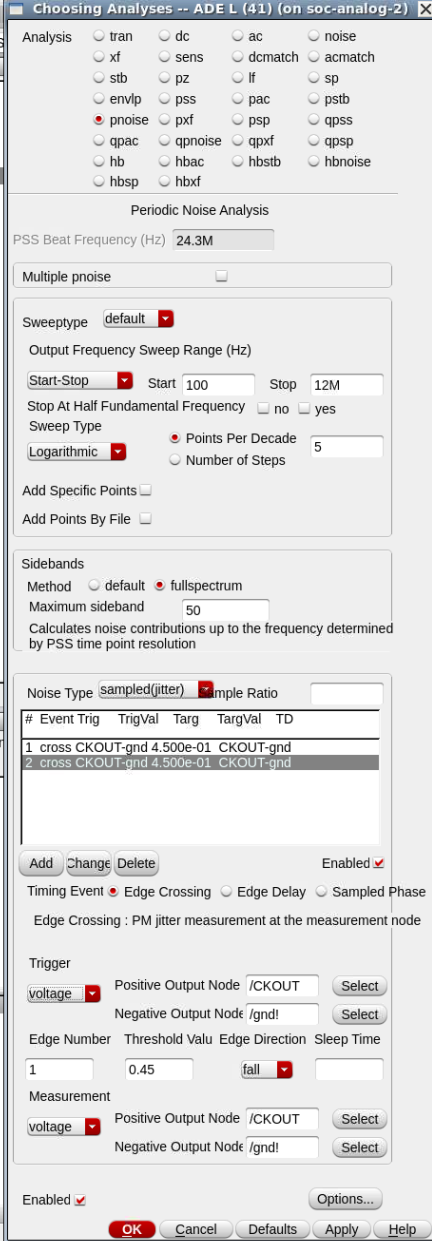 Choosing Analyses -- ADE L (41) (on soc-analog-2)
Analysis tran dc ac noise
xf sens dcmatch acmatch
stb pz lf sp
envlp pss pac pstb
pnoise pxf psp qpss
qpac qpnoise qpxf qpsp
hb hbac hbstb hbnoise
hbsp hbxf
Periodic Noise Analysis
PSS Beat Frequency (Hz) 24.3M
Multiple pnoise
Sweeptype default
Output Frequency Sweep Range (Hz)
Start-Stop Start 100 Stop 12M
Stop At Half Fundamental Frequency no yes
Sweep Type
Logarithmic Points Per Decade 5
Number of Steps
Add Specific Points
Add Points By File
Sidebands
Method default fullspectrum
Maximum sideband 50
Calculates noise contributions up to the frequency determined
by PSS time point resolution
Noise Type sampled(jitter) Sample Ratio
# Event Trig TrigVal Targ TargVal TD
1 cross CKOUT-gnd 4.500e-01 CKOUT-gnd
2 cross CKOUT-gnd 4.500e-01 CKOUT-gnd
Add Change Delete Enabled
Timing Event Edge Crossing Edge Delay Sampled Phase
Edge Crossing : PM jitter measurement at the measurement node
Trigger
voltage Positive Output Node /CKOUT Select
Negative Output Node /gnd! Select
Edge Number Threshold Valu Edge Direction Sleep Time
1 0.45 fall
Measurement
voltage Positive Output Node /CKOUT Select
Negative Output Node /gnd! Select
Enabled Options...
OK Cancel Defaults Apply Help